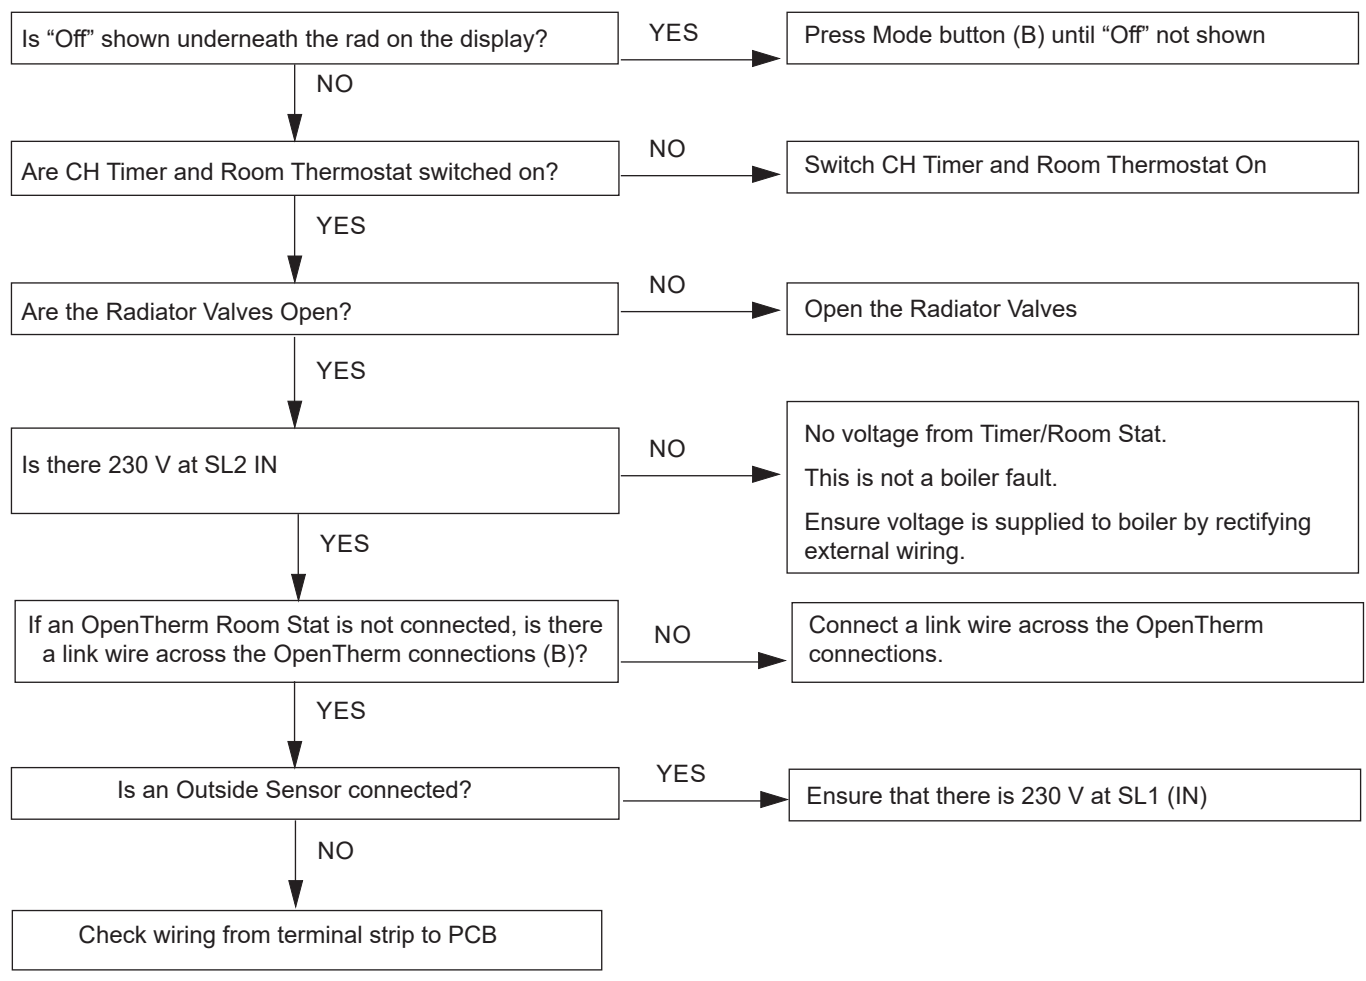 Is “Off” shown underneath the rad on the display?
YES
Press Mode button (B) until “Off” not shown
NO
Are CH Timer and Room Thermostat switched on?
NO
Switch CH Timer and Room Thermostat On
YES
Are the Radiator Valves Open?
NO
Open the Radiator Valves
YES
Is there 230 V at SL2 IN
NO
No voltage from Timer/Room Stat.
This is not a boiler fault.
Ensure voltage is supplied to boiler by rectifying
external wiring.
YES
If an OpenTherm Room Stat is not connected, is there
a link wire across the OpenTherm connections (B)?
NO
Connect a link wire across the OpenTherm
connections.
YES
Is an Outside Sensor connected?
YES
Ensure that there is 230 V at SL1 (IN)
NO
Check wiring from terminal strip to PCB